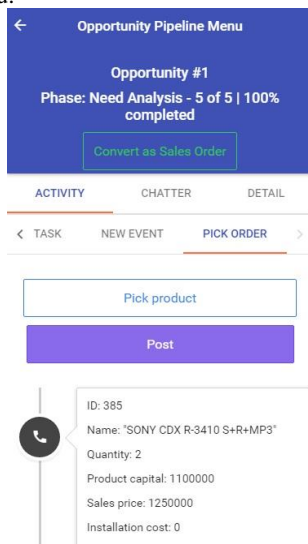 Opportunity Pipeline Menu
Opportunity #1
Phase: Need Analysis - 5 of 5 | 100%
completed
Convert as Sales Order
ACTIVITY CHATTER DETAIL
TASK NEW EVENT PICK ORDER
Pick product
Post
ID: 385
Name: "SONY CDX R-3410 S+R+MP3"
Quantity: 2
Product capital: 1100000
Sales price: 1250000
Installation cost: 0